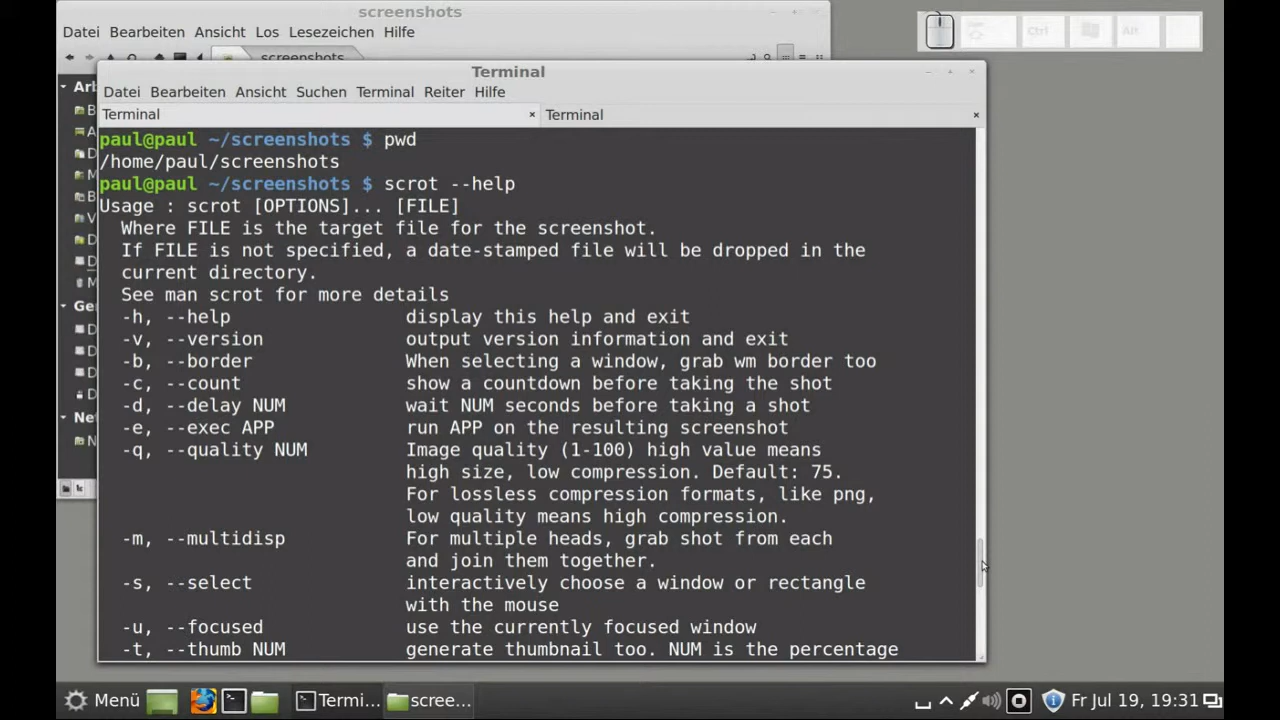 screenshots
Datei Bearbeiten Ansicht Los Lesezeichen Hilfe
Ctrl Alt
screenshots
Terminal
Datei Bearbeiten Ansicht Suchen Terminal Reiter Hilfe
Terminal × Terminal ×
paul@paul ~/screenshots $ pwd
/home/paul/screenshots
paul@paul ~/screenshots $ scrot --help
Usage : scrot [OPTIONS]... [FILE]
Where FILE is the target file for the screenshot.
If FILE is not specified, a date-stamped file will be dropped in the
current directory.
See man scrot for more details
-h, --help display this help and exit
-v, --version output version information and exit
-b, --border When selecting a window, grab wm border too
-c, --count show a countdown before taking the shot
-d, --delay NUM wait NUM seconds before taking a shot
-e, --exec APP run APP on the resulting screenshot
-q, --quality NUM Image quality (1-100) high value means
high size, low compression. Default: 75.
For lossless compression formats, like png,
low quality means high compression.
-m, --multidisp For multiple heads, grab shot from each
and join them together.
-s, --select interactively choose a window or rectangle
with the mouse
-u, --focused use the currently focused window
-t, --thumb NUM generate thumbnail too. NUM is the percentage
Ar
B
A
D
M
B
V
D
D
M
Ge
D
D
D
D
Net
N
Menü Termi... scree... Fr Jul 19, 19:31